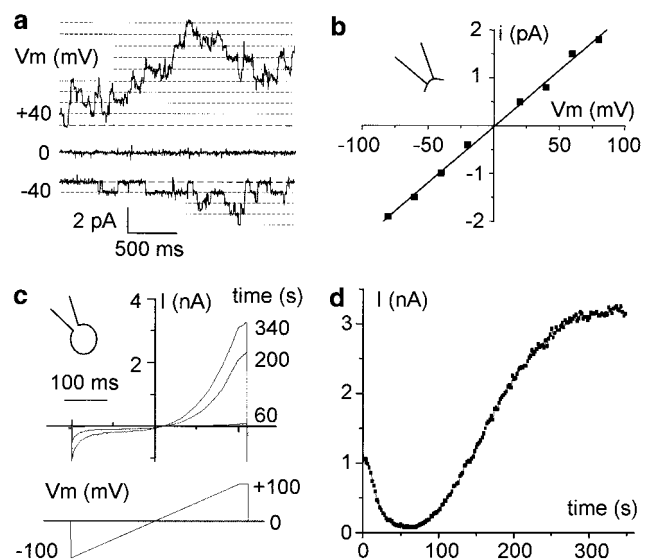 a
Vm (mV)
+40
0
-40
2 pA
500 ms
b
i (pA)
2
1
Vm (mV)
-100
-50
50
100
-1
-2
c
I (nA)
time (s)
4
340
2
200
100 ms
60
Vm (mV)
+100
0
-100
d
I (nA)
3
2
1
time (s)
0
0
100
200
300